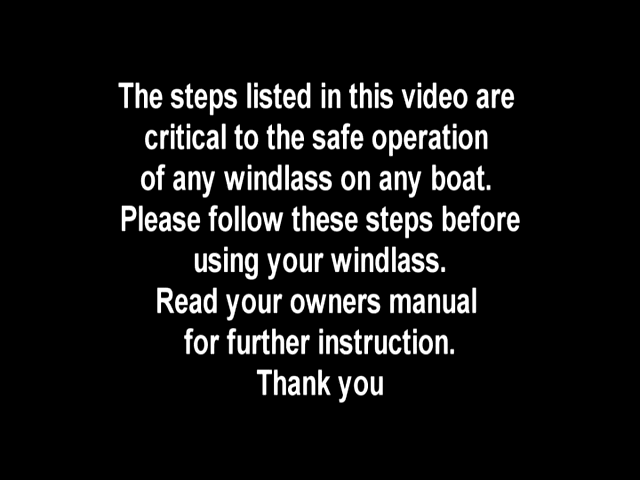 The steps listed in this video are
critical to the safe operation
of any windlass on any boat.
Please follow these steps before
using your windlass.
Read your owners manual
for further instruction.
Thank you